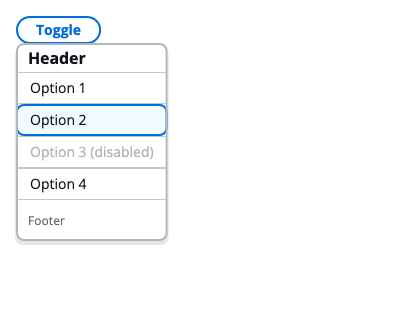 Toggle
Header
Option 1
Option 2
Option 3 (disabled)
Option 4
Footer